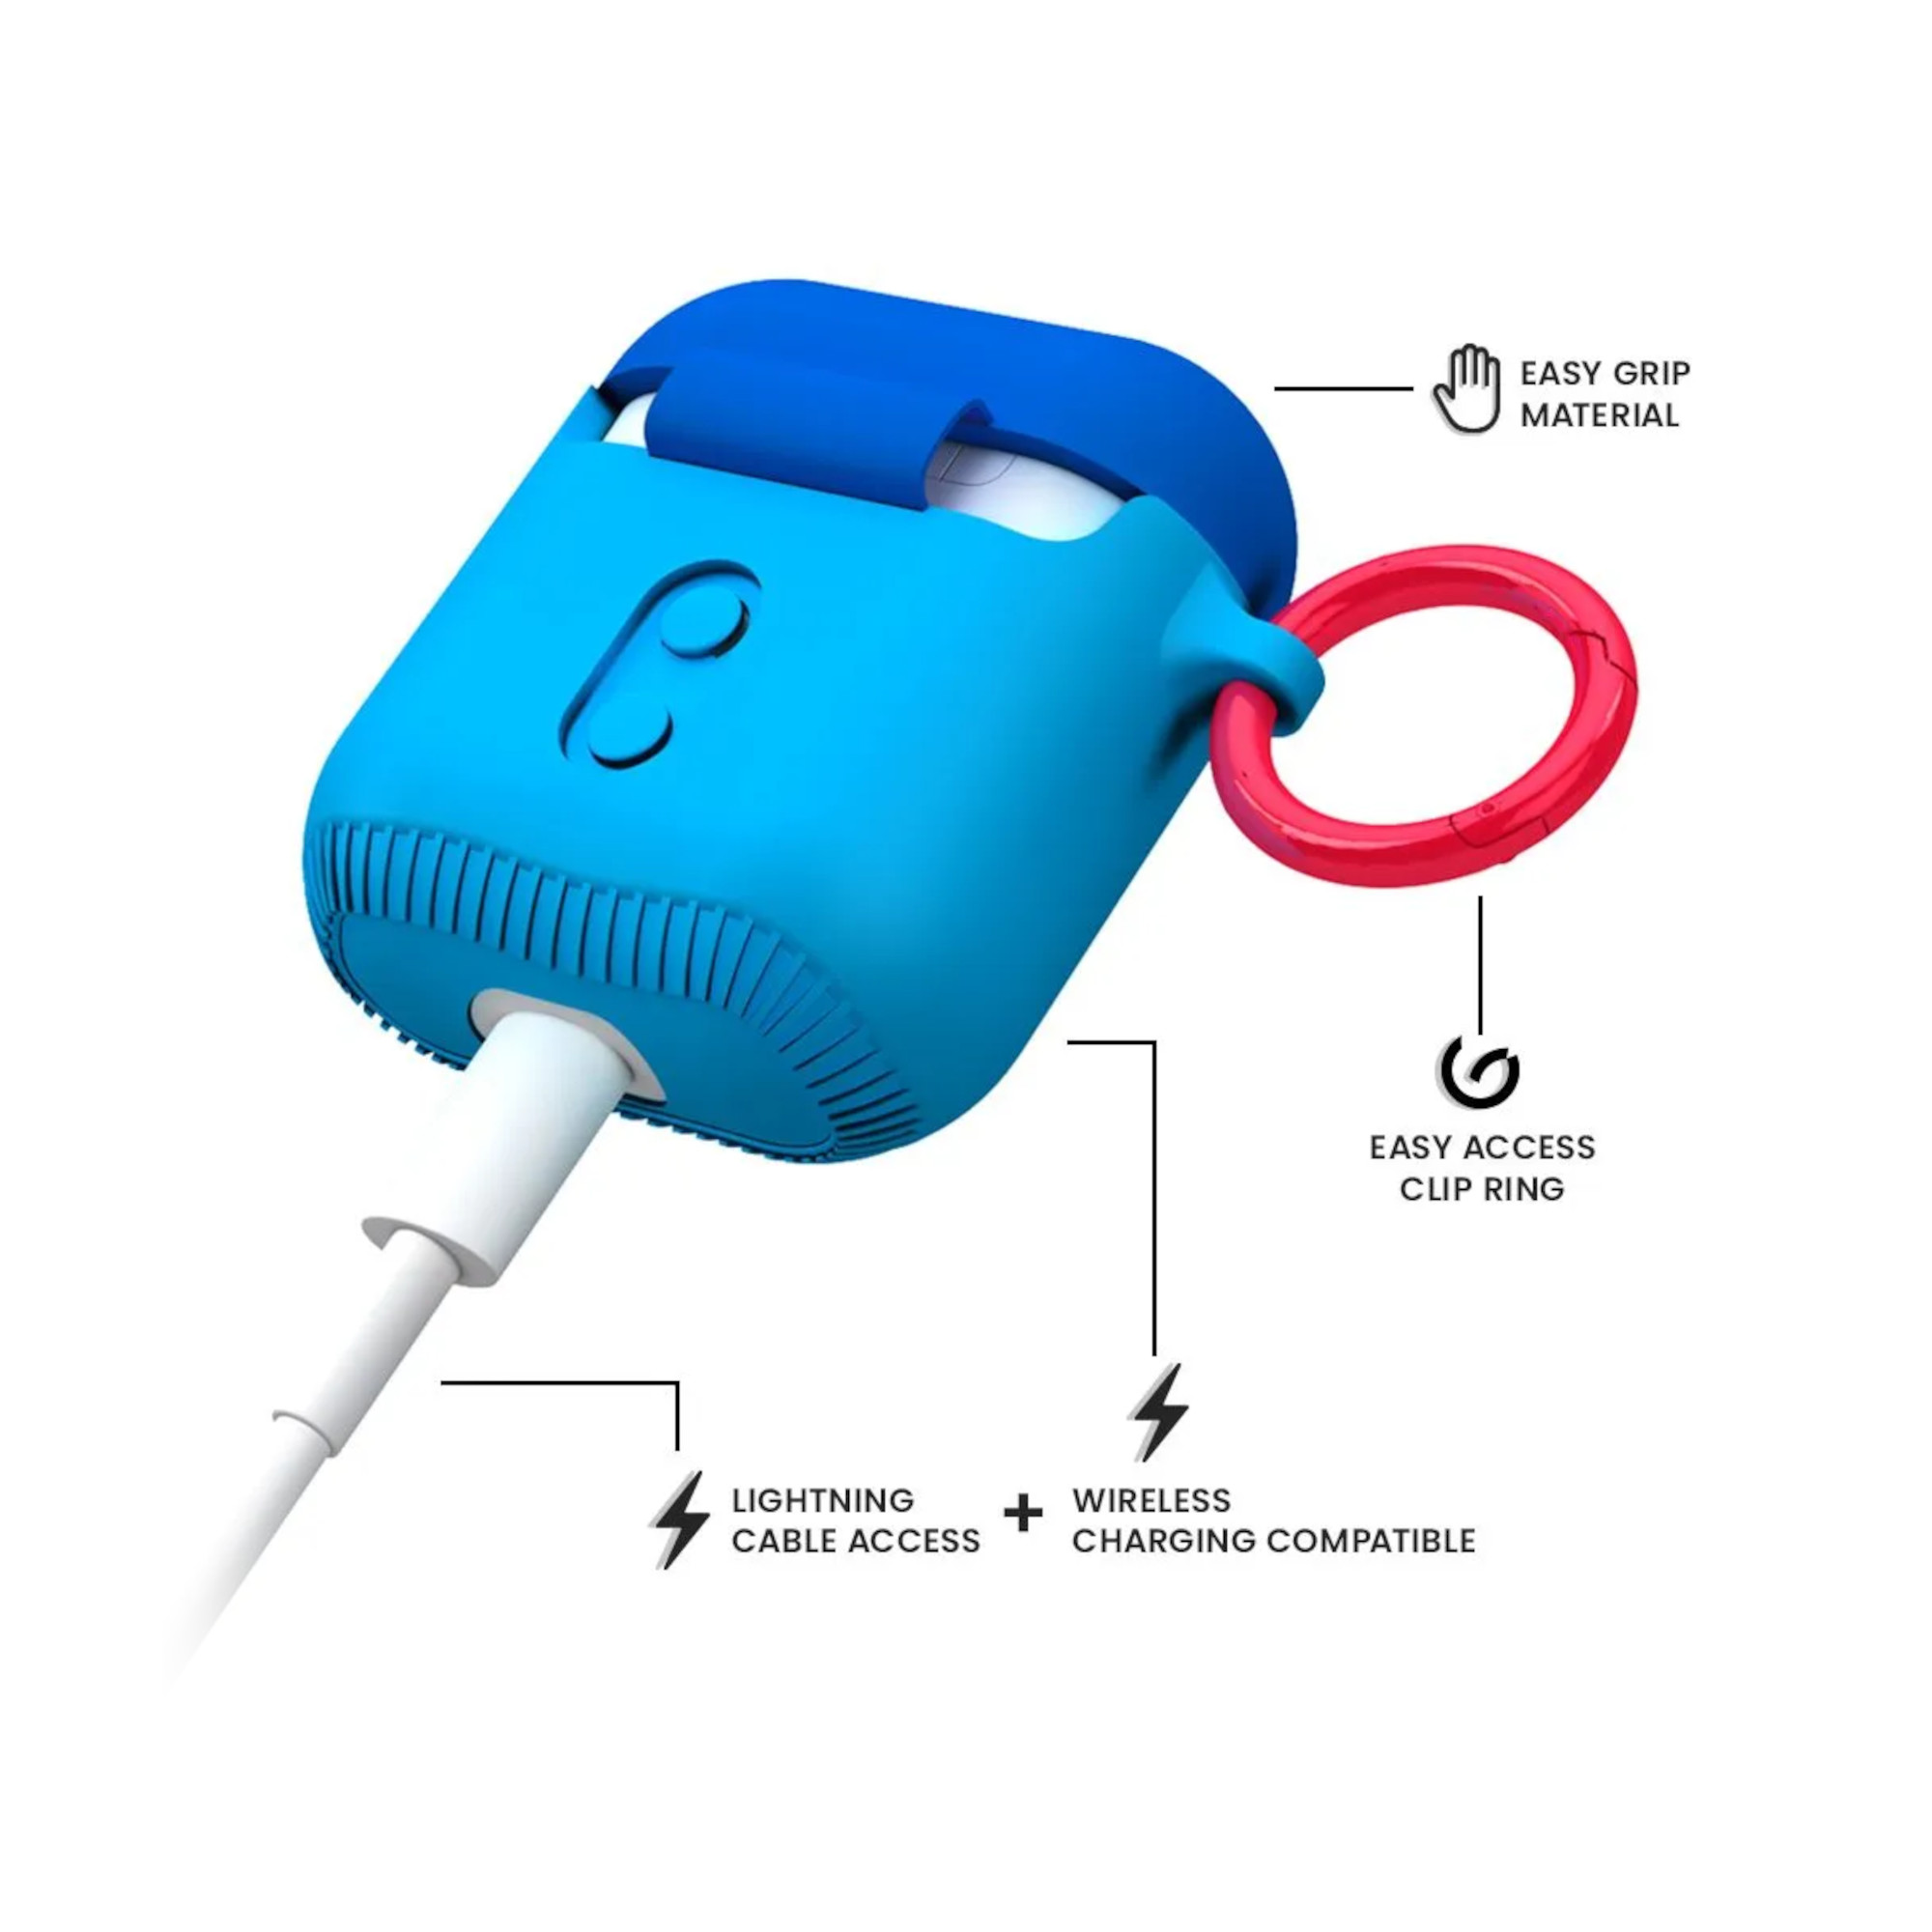 EASY GRIP
MATERIAL
EASY ACCESS
CLIP RING
LIGHTNING
CABLE ACCESS
+
WIRELESS
CHARGING COMPATIBLE